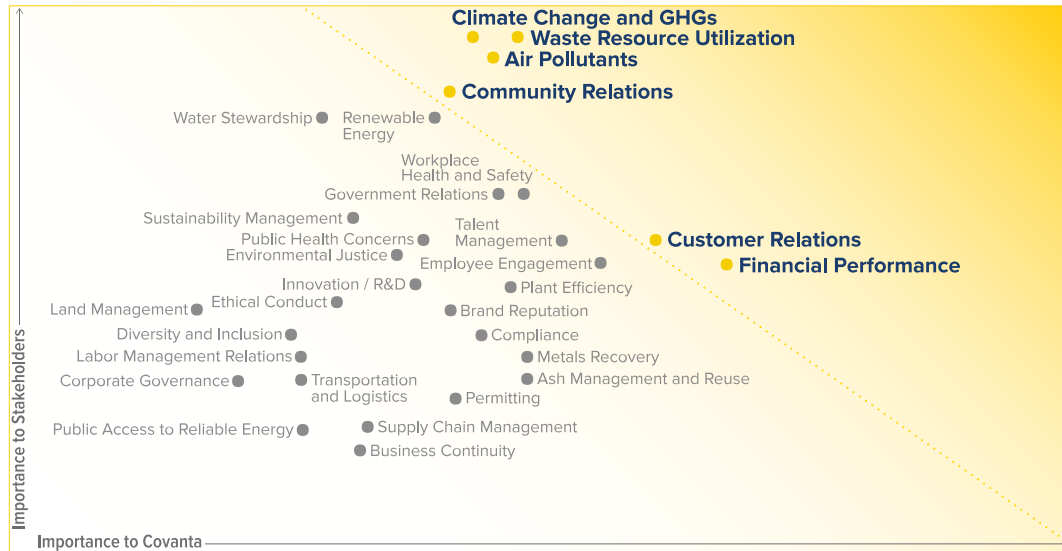 Climate Change and GHGs
Waste Resource Utilization
Air Pollutants
Community Relations
Water Stewardship
Renewable
Energy
Workplace
Health and Safety
Government Relations
Sustainability Management
Public Health Concerns
Talent
Management
Customer Relations
Environmental Justice
Employee Engagement
Financial Performance
Innovation / R&D
Plant Efficiency
Ethical Conduct
Land Management
Brand Reputation
Diversity and Inclusion
Compliance
Labor Management Relations
Metals Recovery
Corporate Governance
Transportation
and Logistics
Ash Management and Reuse
Permitting
Public Access to Reliable Energy
Supply Chain Management
Business Continuity
Importance to Stakeholders
Importance to Covanta